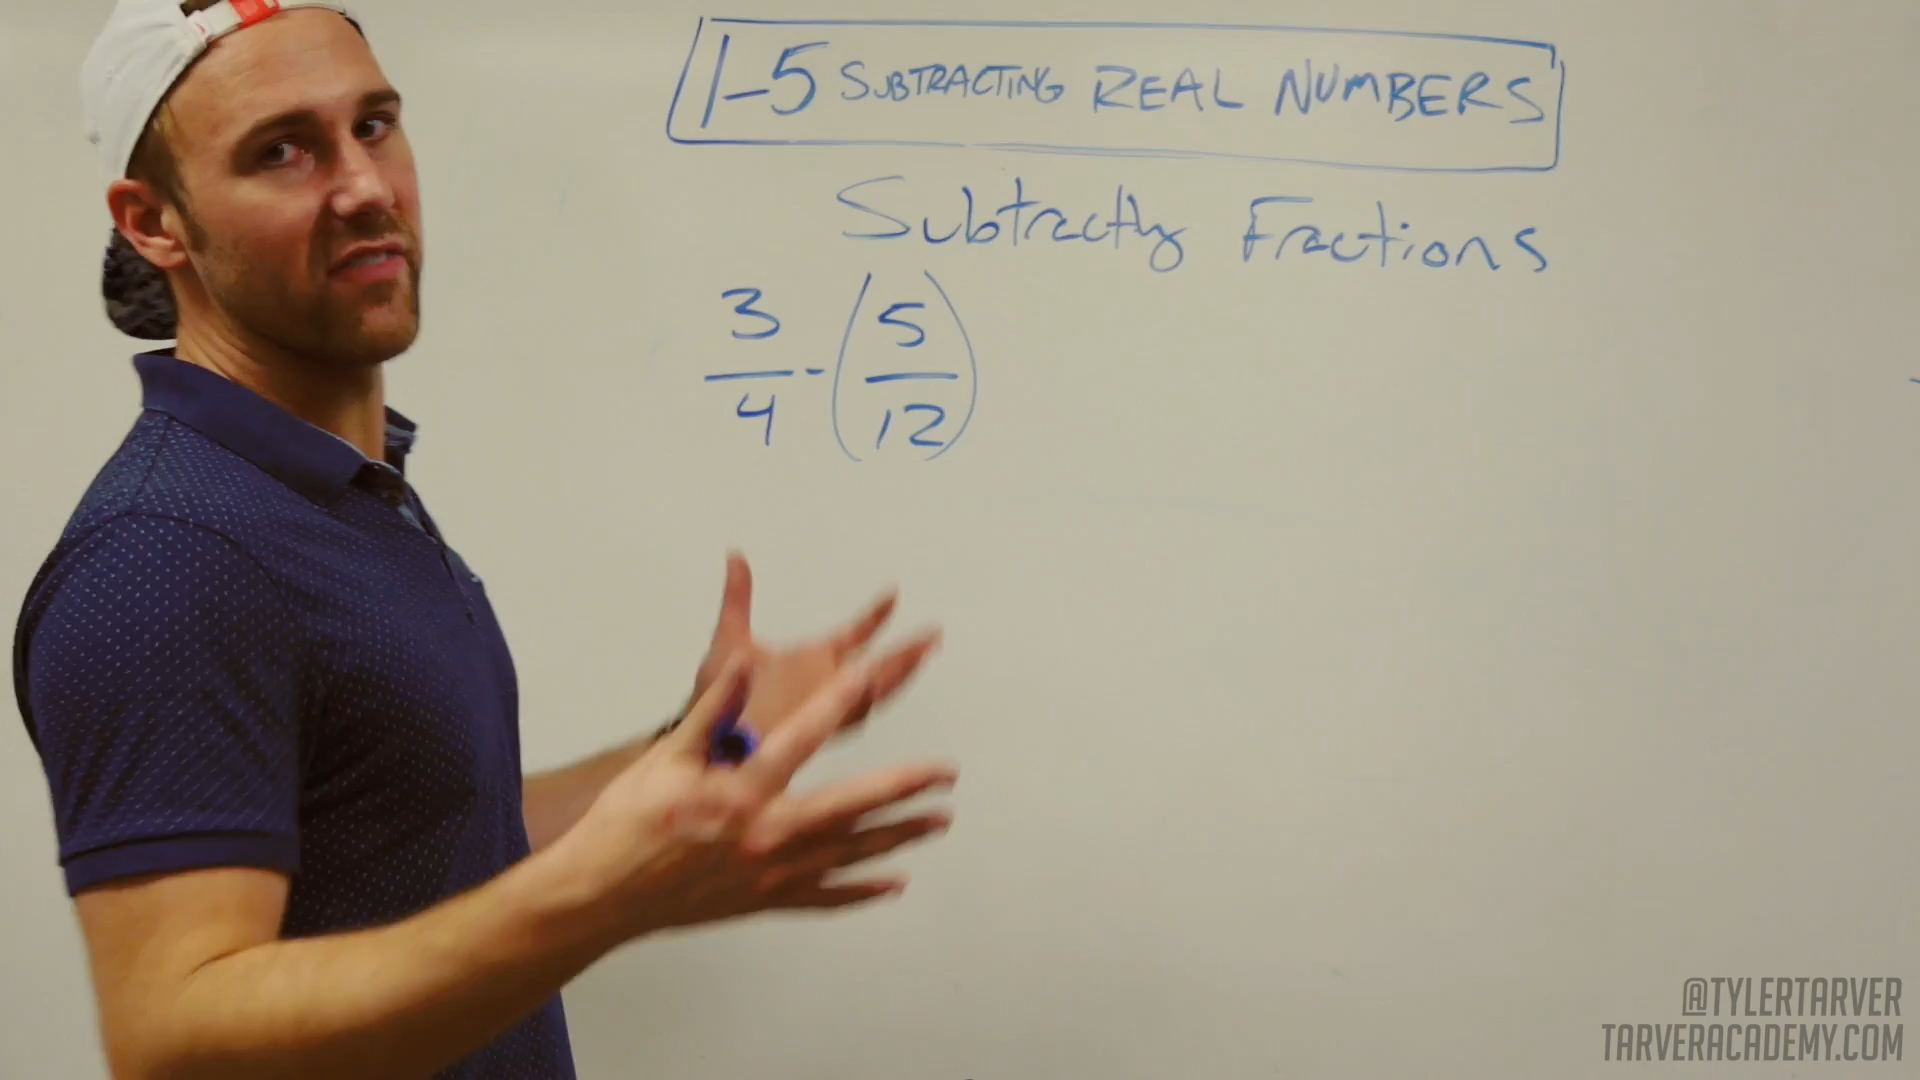 1-5 SUBTRACTING REAL NUMBERS
Subtracting Fractions
3/4 - (5/12)
@TYLERTARVER
TARVERACADEMY.COM